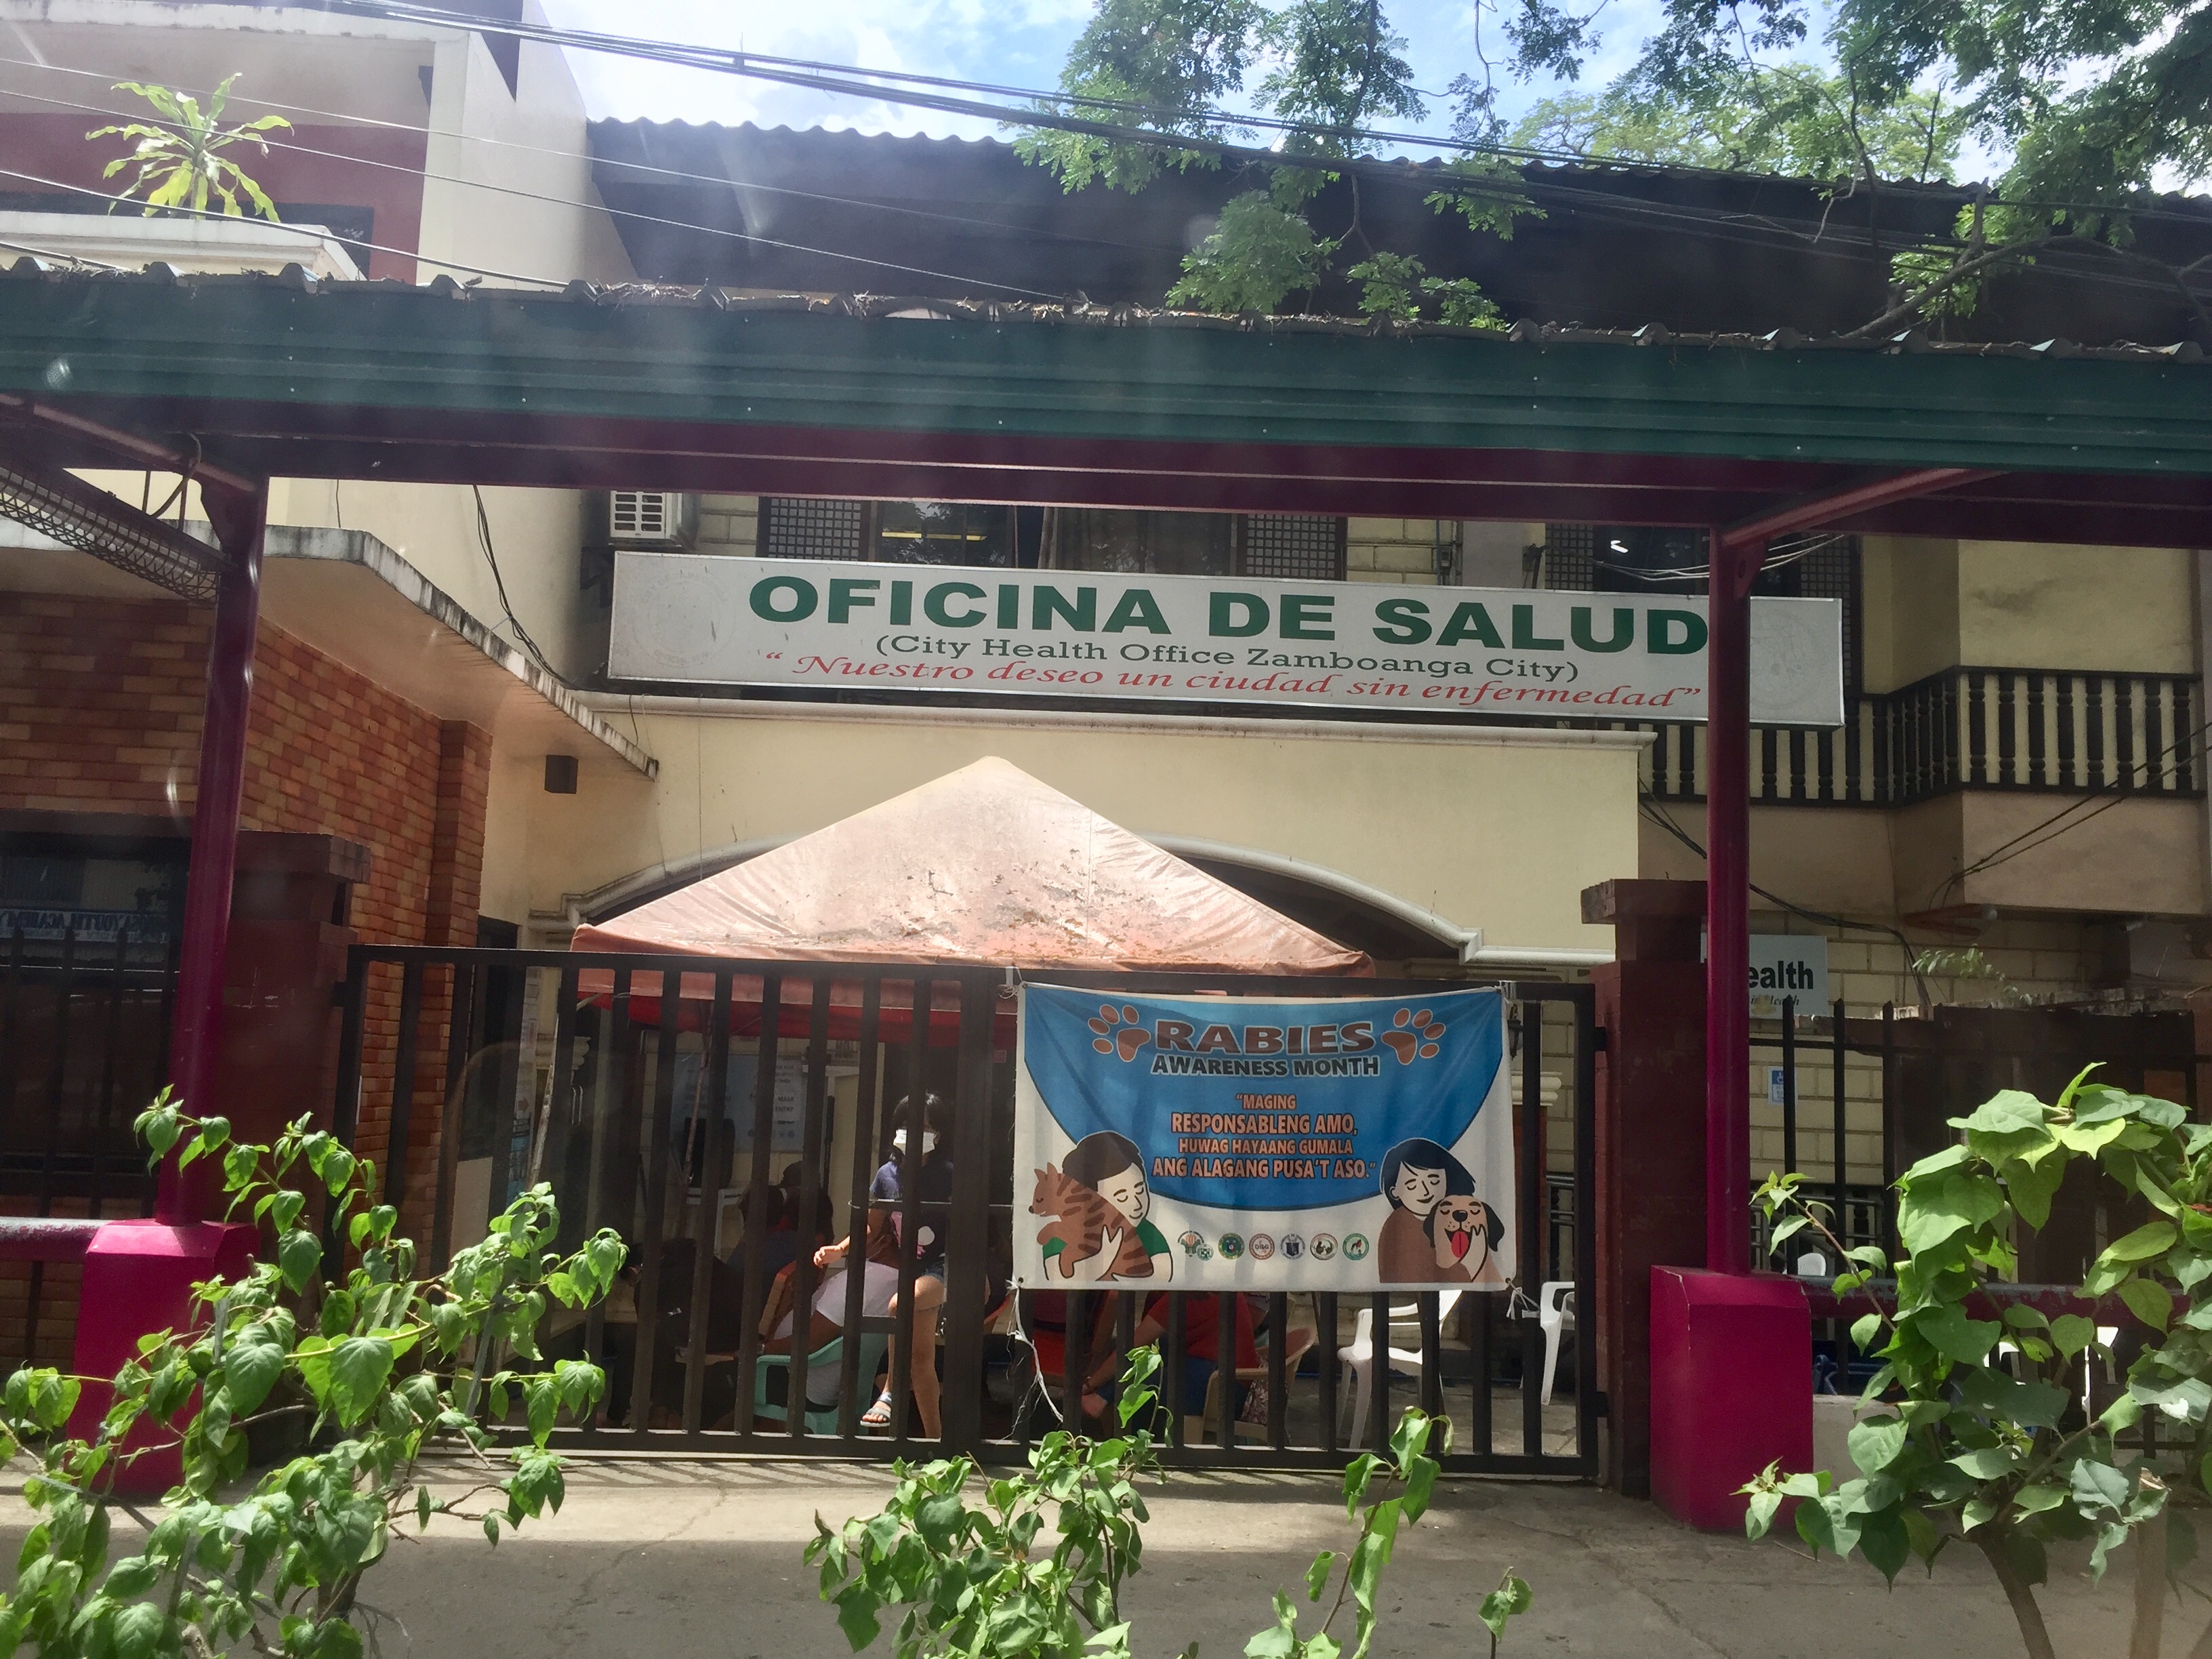 OFICINA DE SALUD
(City Health Office Zamboanga City)
“ Nuestro deseo un ciudad sin enfermedad”
ealth
RABIES
AWARENESS MONTH
“MAGING
RESPONSABLENG AMO,
HUWAG HAYAANG GUMALA
ANG ALAGANG PUSA'T ASO.”